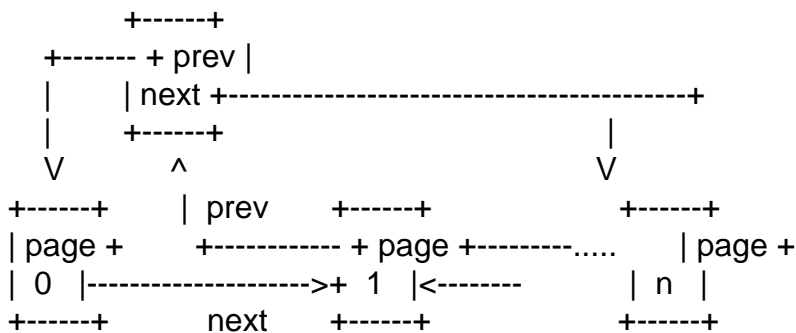 +------+
+------- + prev |
| | next +------------------------------------------+
| +------+ |
V ^ V
+------+ | prev +------+ +------+
| page + +------------ + page +---------..... | page +
| 0 |--------------------->+ 1 |<-------- | n |
+------+ next +------+ +------+